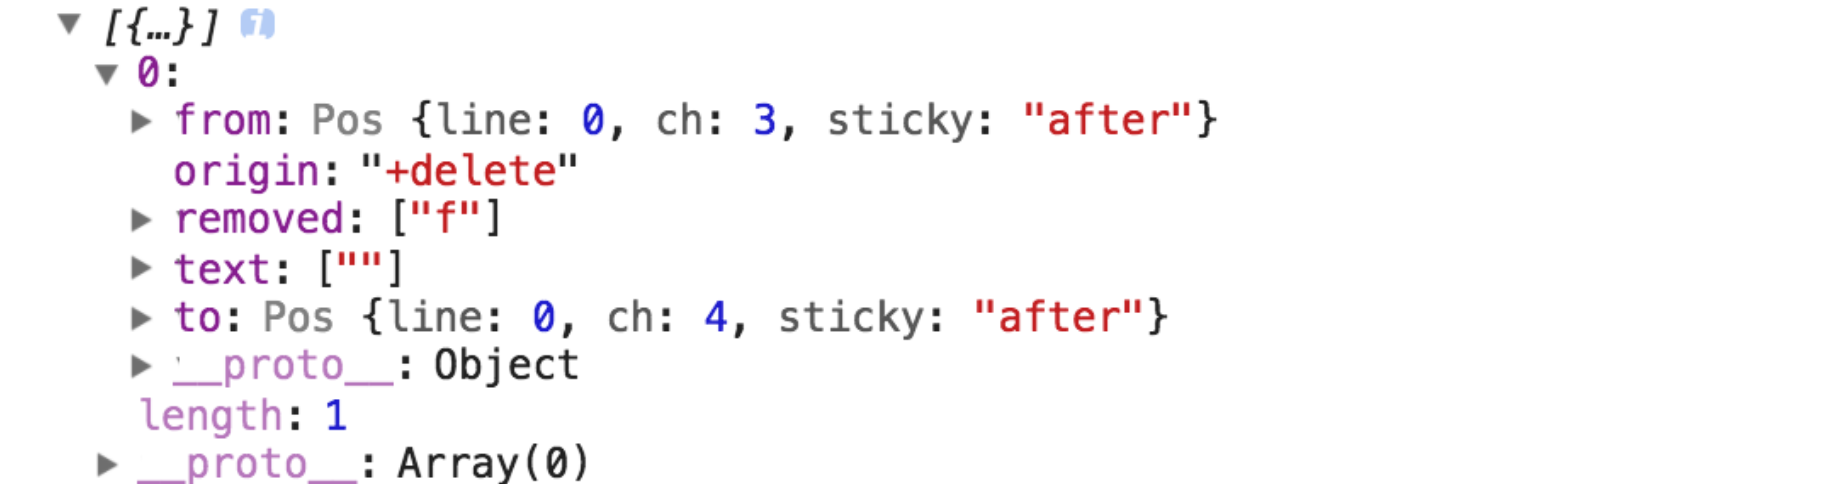 ▼ [{…}] i
▼ 0:
▶ from: Pos {line: 0, ch: 3, sticky: "after"}
origin: "+delete"
▶ removed: ["f"]
▶ text: [""]
▶ to: Pos {line: 0, ch: 4, sticky: "after"}
▶ __proto__: Object
length: 1
▶ __proto__: Array(0)